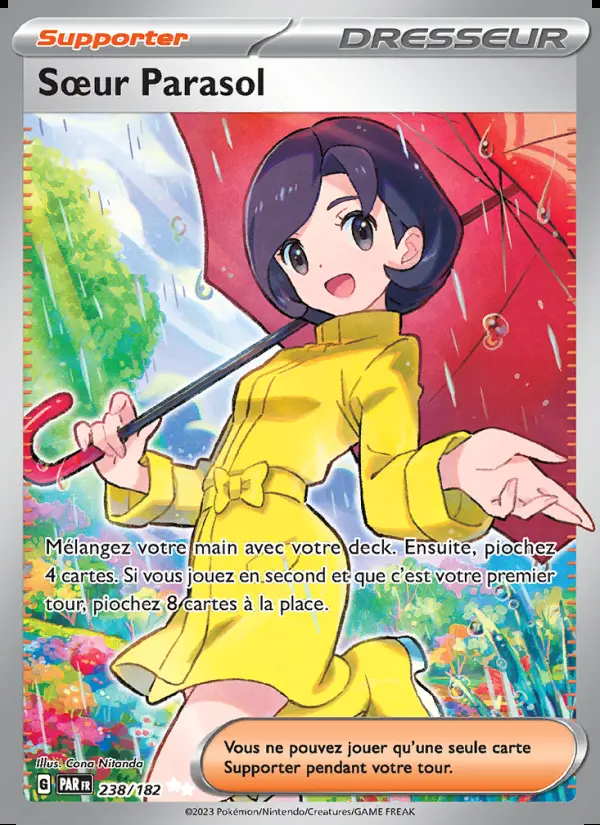 Supporter
DRESSEUR
Sœur Parasol
Mélangez votre main avec votre deck. Ensuite, piochez
4 cartes. Si vous jouez en second et que c'est votre premier
tour, piochez 8 cartes à la place.
Vous ne pouvez jouer qu'une seule carte
Supporter pendant votre tour.
Illus. Cona Nitanda
G PAR FR 238/182
©2023 Pokémon/Nintendo/Creatures/GAME FREAK